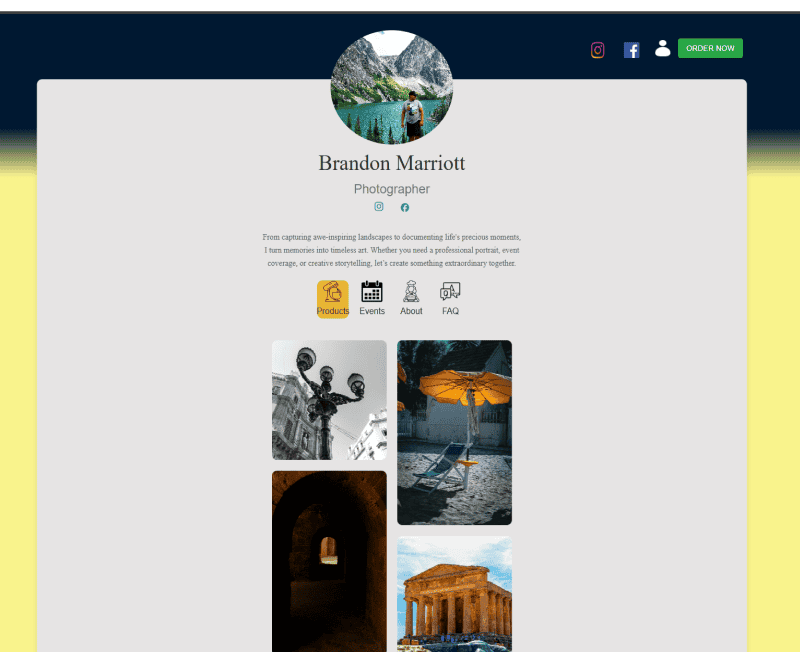 ORDER NOW
Brandon Marriott
Photographer
From capturing awe-inspiring landscapes to documenting life's precious moments,
I turn memories into timeless art. Whether you need a professional portrait, event
coverage, or creative storytelling, let's create something extraordinary together.
Products Events About FAQ